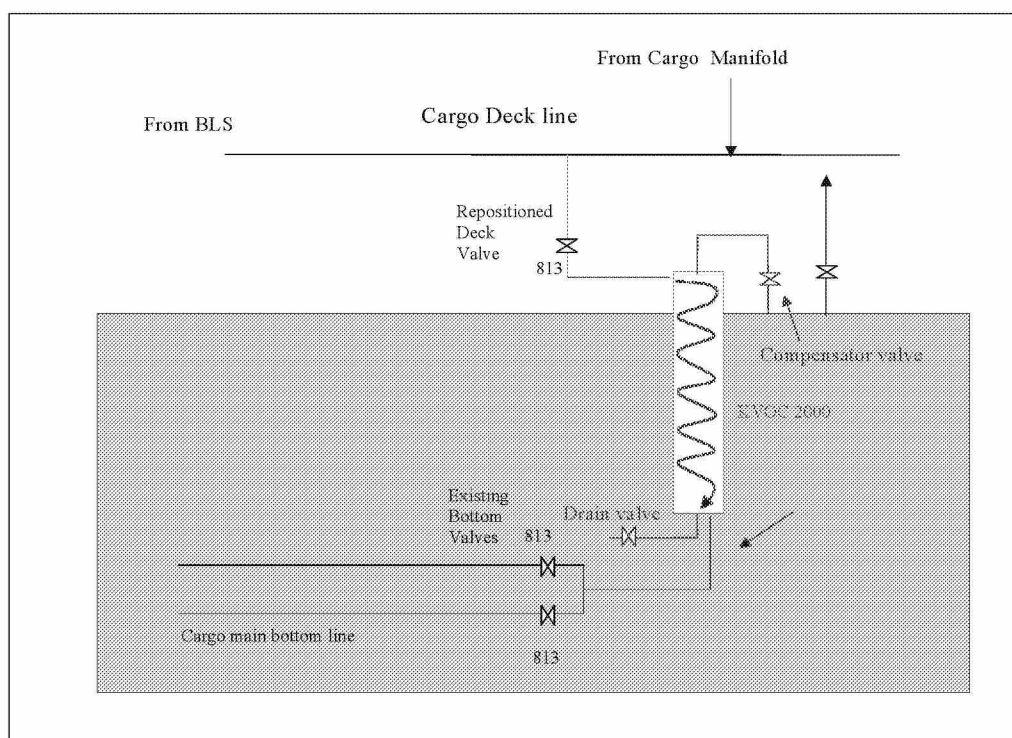 From Cargo Manifold
Cargo Deck line
From BLS
Repositioned
Deck
Valve
813
Compensator valve
KVOC 2000
Existing
Bottom
Valves
Drain valve
813
Cargo main bottom line
813